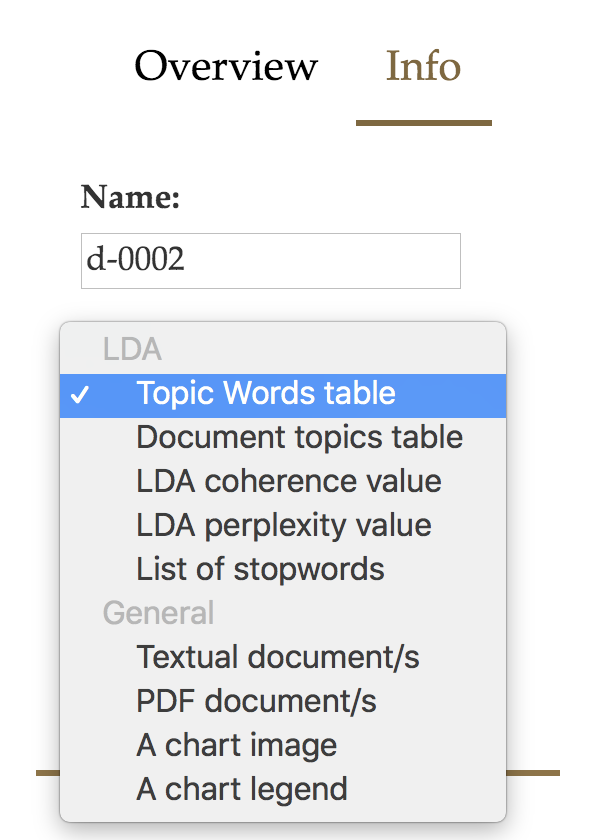 Overview Info
Name:
d-0002
LDA
✓ Topic Words table
Document topics table
LDA coherence value
LDA perplexity value
List of stopwords
General
Textual document/s
PDF document/s
A chart image
A chart legend